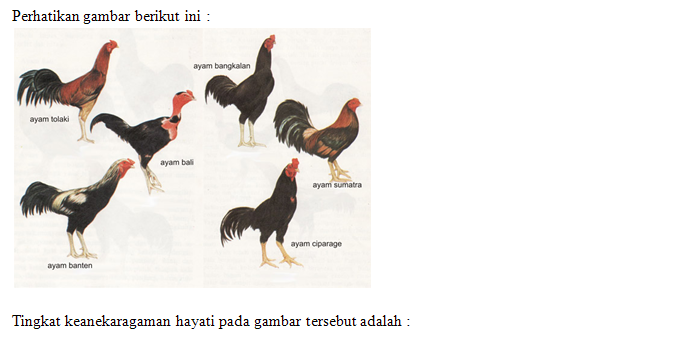 Perhatikan gambar berikut ini :
ayam bangkalan
ayam tolaki
ayam bali
ayam sumatra
ayam ciparage
ayam banten
Tingkat keanekaragaman hayati pada gambar tersebut adalah :